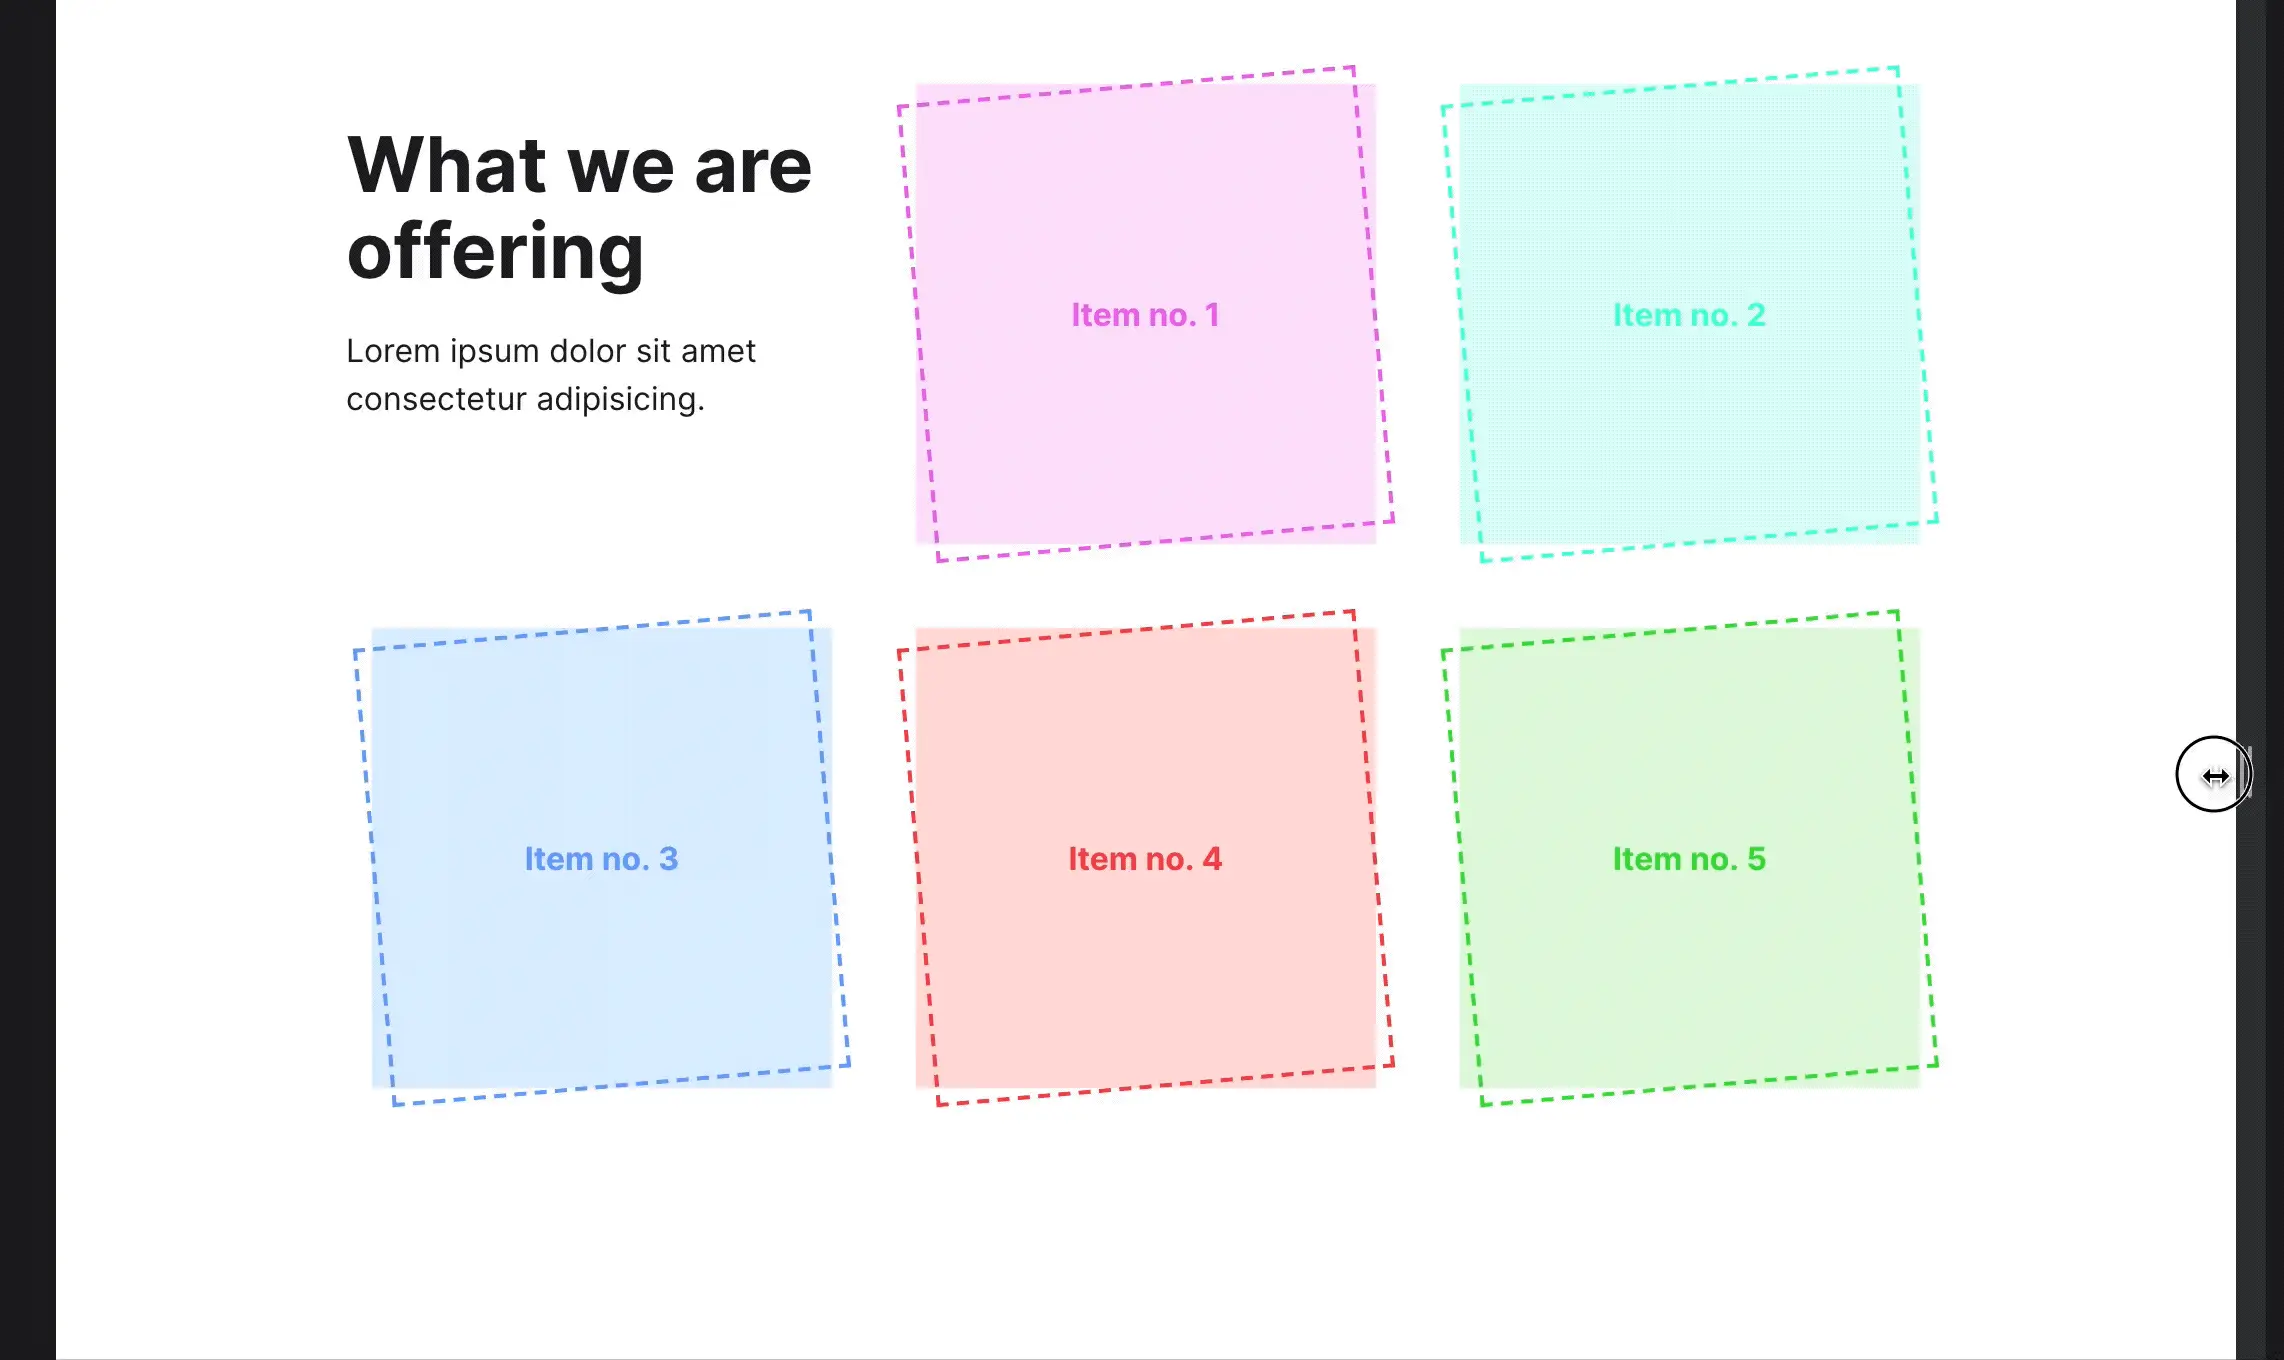 What we are
offering
Lorem ipsum dolor sit amet
consectetur adipisicing.
Item no. 1
Item no. 2
Item no. 3
Item no. 4
Item no. 5